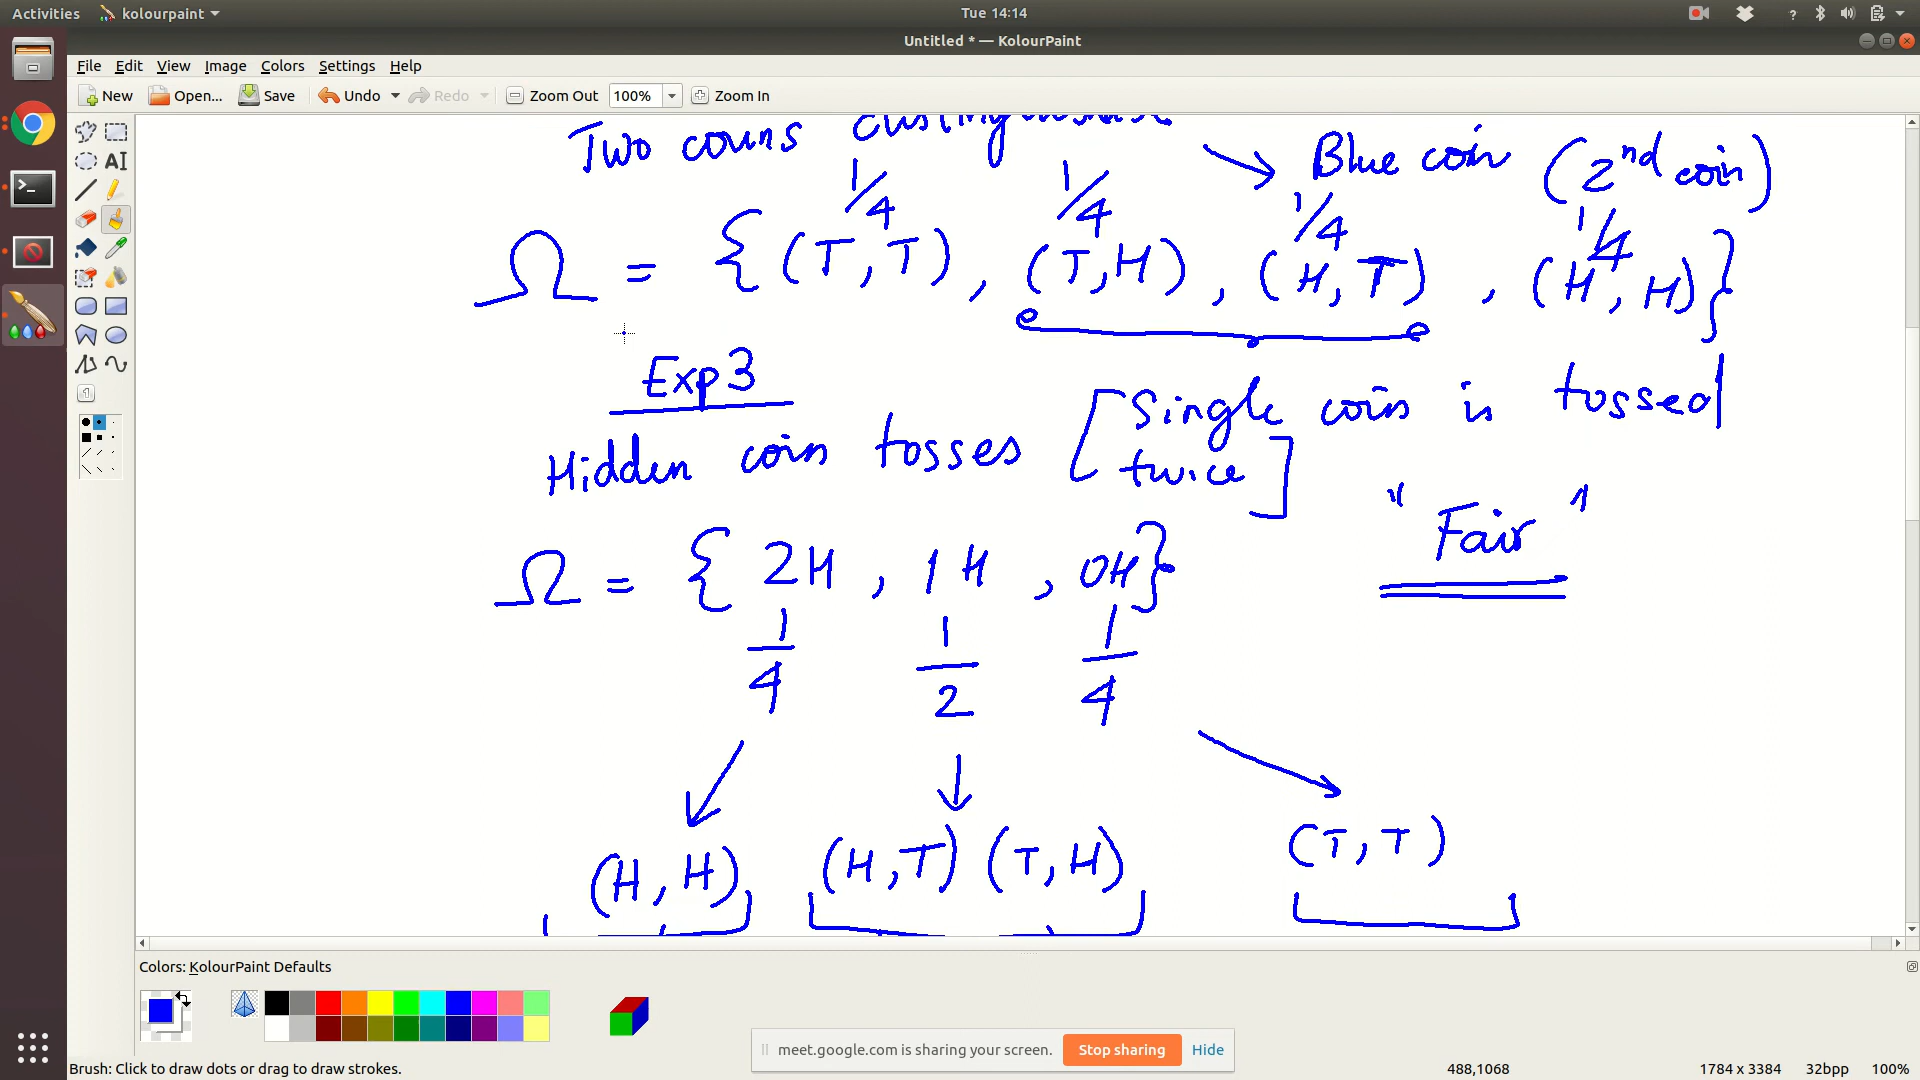 Activities kolourpaint Tue 14:14
Untitled * — KolourPaint
File Edit View Image Colors Settings Help
New Open... Save Undo Redo Zoom Out 100% Zoom In
Two coins
Blue coin (2nd coin)
1/4 1/4 1/4 1/4
Ω = {(T,T), (T,H), (H,T), (H,H)}
Exp 3
Hidden coin tosses [Single coin is tossed
twice]
"Fair"
Ω = { 2H, 1H, 0H}
1/4 1/2 1/4
(H,H) (H,T) (T,H) (T,T)
Colors: KolourPaint Defaults
meet.google.com is sharing your screen. Stop sharing Hide
Brush: Click to draw dots or drag to draw strokes. 488,1068 1784 x 3384 32bpp 100%